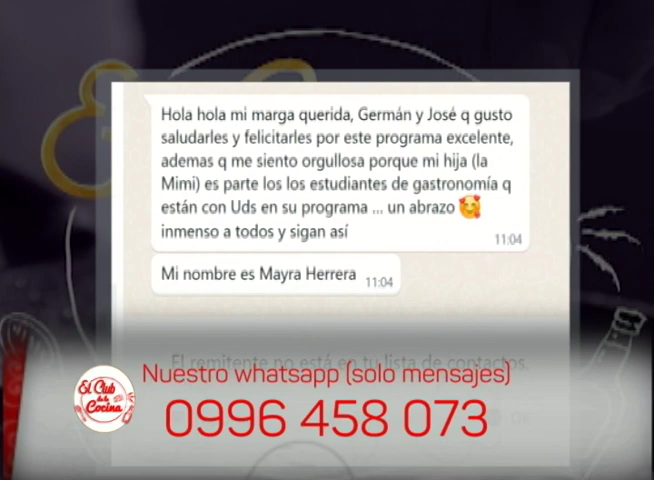 Hola hola mi marga querida, Germán y José q gusto
saludarles y felicitarles por este programa excelente,
ademas q me siento orgullosa porque mi hija (la
Mimi) es parte los los estudiantes de gastronomía q
están con Uds en su programa ... un abrazo 🥰
inmenso a todos y sigan así
11:04
Mi nombre es Mayra Herrera 11:04
El remitente no está en tu lista de contactos.
Nuestro whatsapp (solo mensajes)
0996 458 073
El Club
de la
Cocina